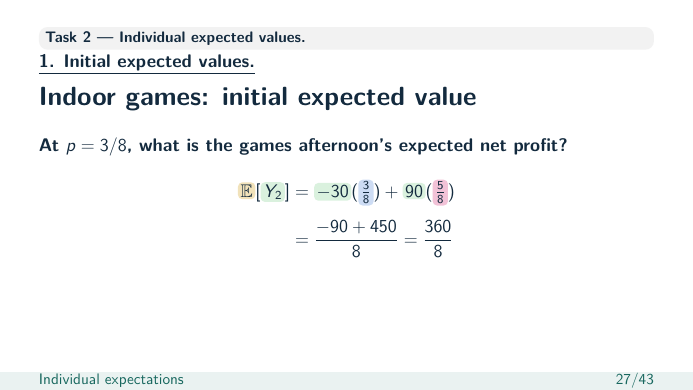 Task 2 — Individual expected values.
1. Initial expected values.
Indoor games: initial expected value
At p = 3/8, what is the games afternoon's expected net profit?
𝔼[Y₂] = −30(3/8) + 90(5/8)
= (−90 + 450)/8 = 360/8
Individual expectations 27/43